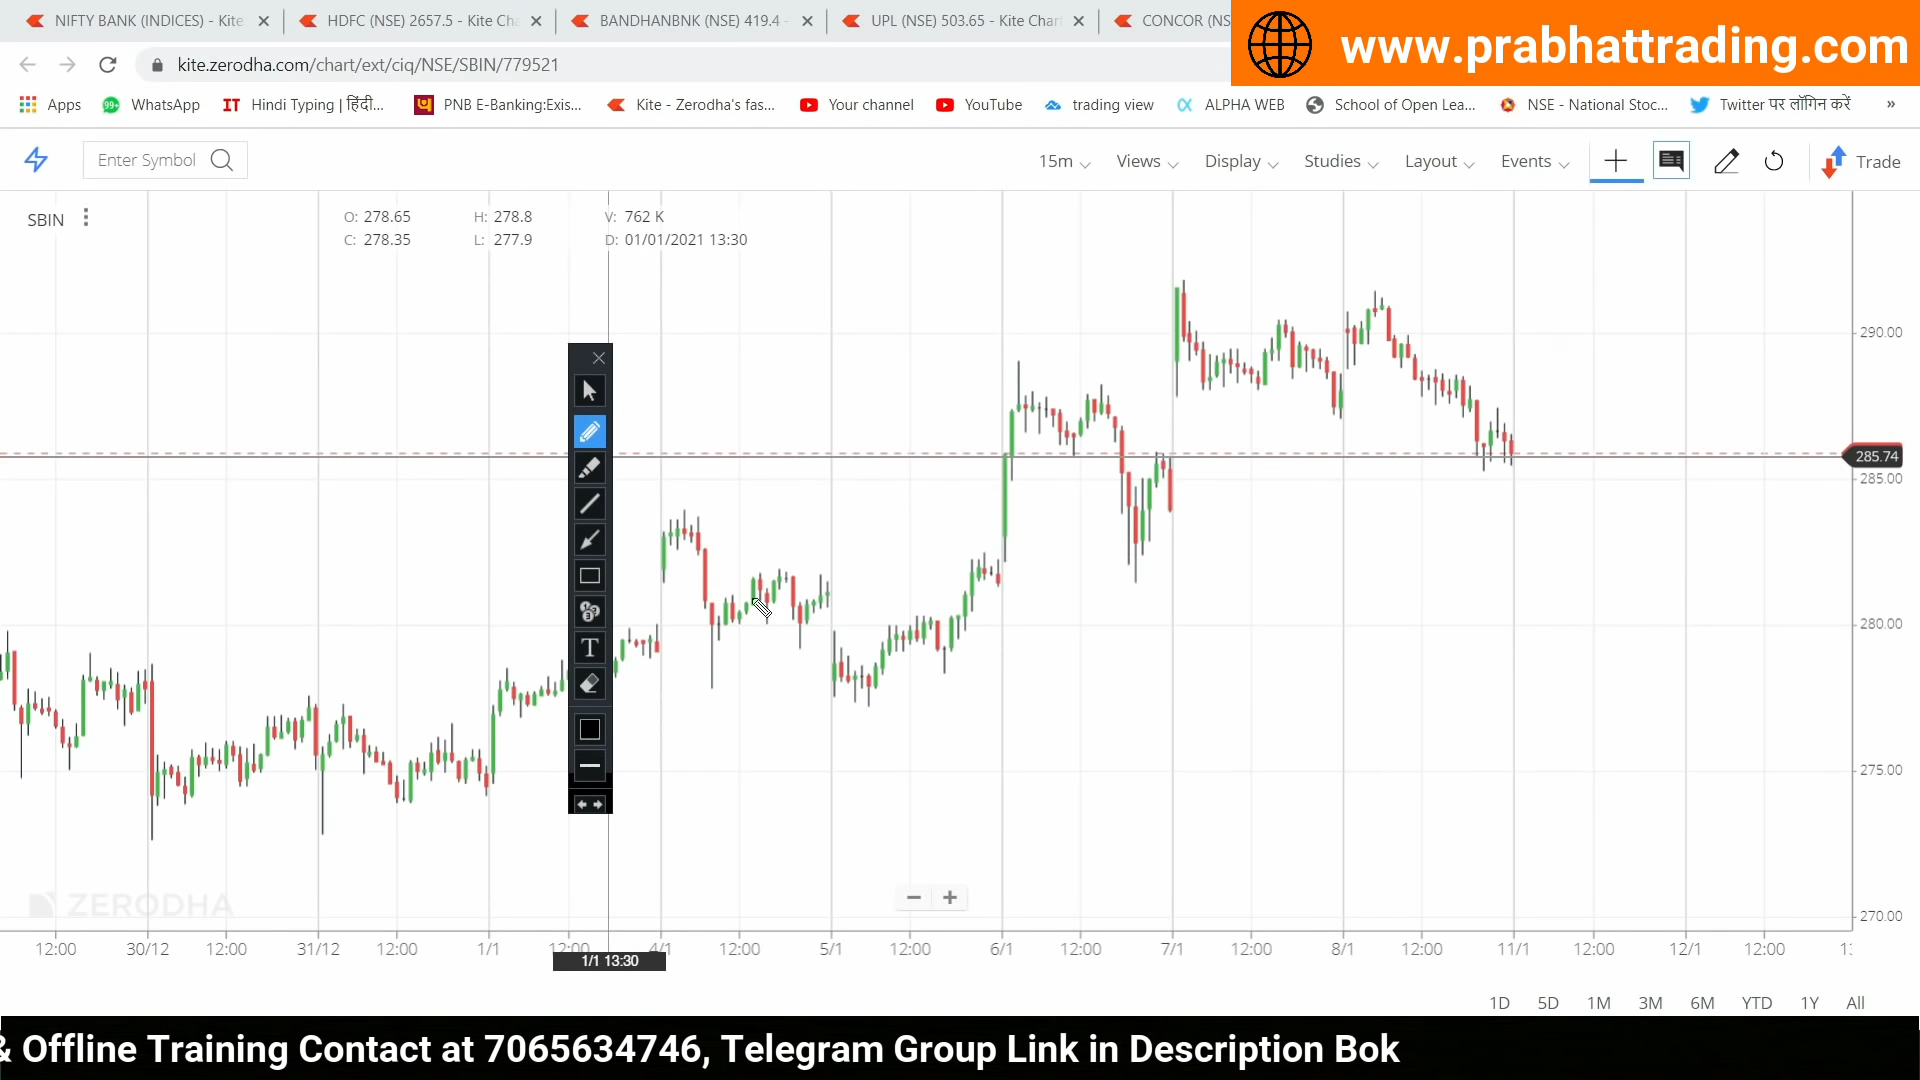 NIFTY BANK (INDICES) - Kite
HDFC (NSE) 2657.5 - Kite Cha
BANDHANBNK (NSE) 419.4 -
UPL (NSE) 503.65 - Kite Chart
CONCOR (NS
www.prabhattrading.com
kite.zerodha.com/chart/ext/ciq/NSE/SBIN/779521
Apps
99+
WhatsApp
IT
Hindi Typing | हिंदी...
PNB E-Banking:Exis...
Kite - Zerodha's fas...
Your channel
YouTube
trading view
ALPHA WEB
School of Open Lea...
NSE - National Stoc...
Twitter पर लॉगिन करें
»
Enter Symbol
15m
Views
Display
Studies
Layout
Events
Trade
SBIN
O: 278.65
H: 278.8
V: 762 K
C: 278.35
L: 277.9
D: 01/01/2021 13:30
290.00
285.74
285.00
280.00
275.00
270.00
T
ZERODHA
12:00
30/12
12:00
31/12
12:00
1/1
12:00
4/1
12:00
5/1
12:00
6/1
12:00
7/1
12:00
8/1
12:00
11/1
12:00
12/1
12:00
1/1 13:30
1D
5D
1M
3M
6M
YTD
1Y
All
& Offline Training Contact at 7065634746, Telegram Group Link in Description Bok